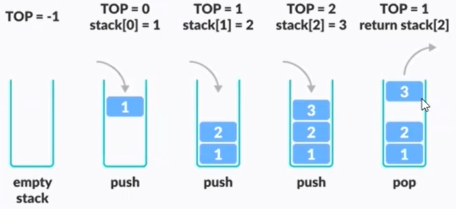 TOP = -1
TOP = 0
stack[0] = 1
TOP = 1
stack[1] = 2
TOP = 2
stack[2] = 3
TOP = 1
return stack[2]
1
2
1
3
2
1
3
2
1
empty
stack
push
push
push
pop